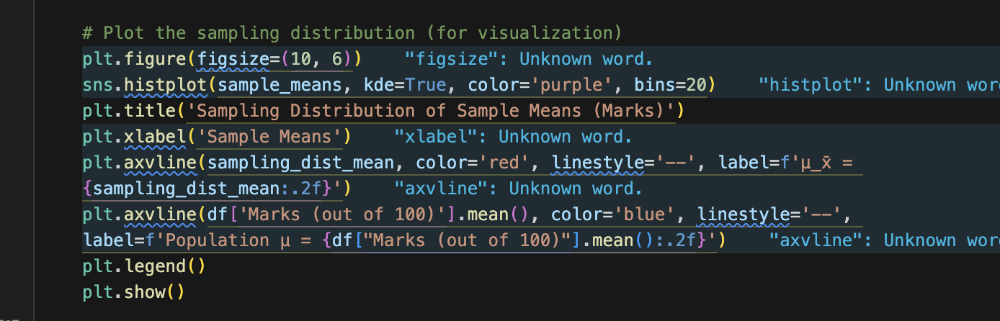 # Plot the sampling distribution (for visualization)
plt.figure(figsize=(10, 6))    "figsize": Unknown word.
sns.histplot(sample_means, kde=True, color='purple', bins=20)    "histplot": Unknown wor
plt.title('Sampling Distribution of Sample Means (Marks)')
plt.xlabel('Sample Means')    "xlabel": Unknown word.
plt.axvline(sampling_dist_mean, color='red', linestyle='--', label=f'μ_x̄ =
{sampling_dist_mean:.2f}')    "axvline": Unknown word.
plt.axvline(df['Marks (out of 100)'].mean(), color='blue', linestyle='--',
label=f'Population μ = {df["Marks (out of 100)"].mean():.2f}')    "axvline": Unknown wor
plt.legend()
plt.show()